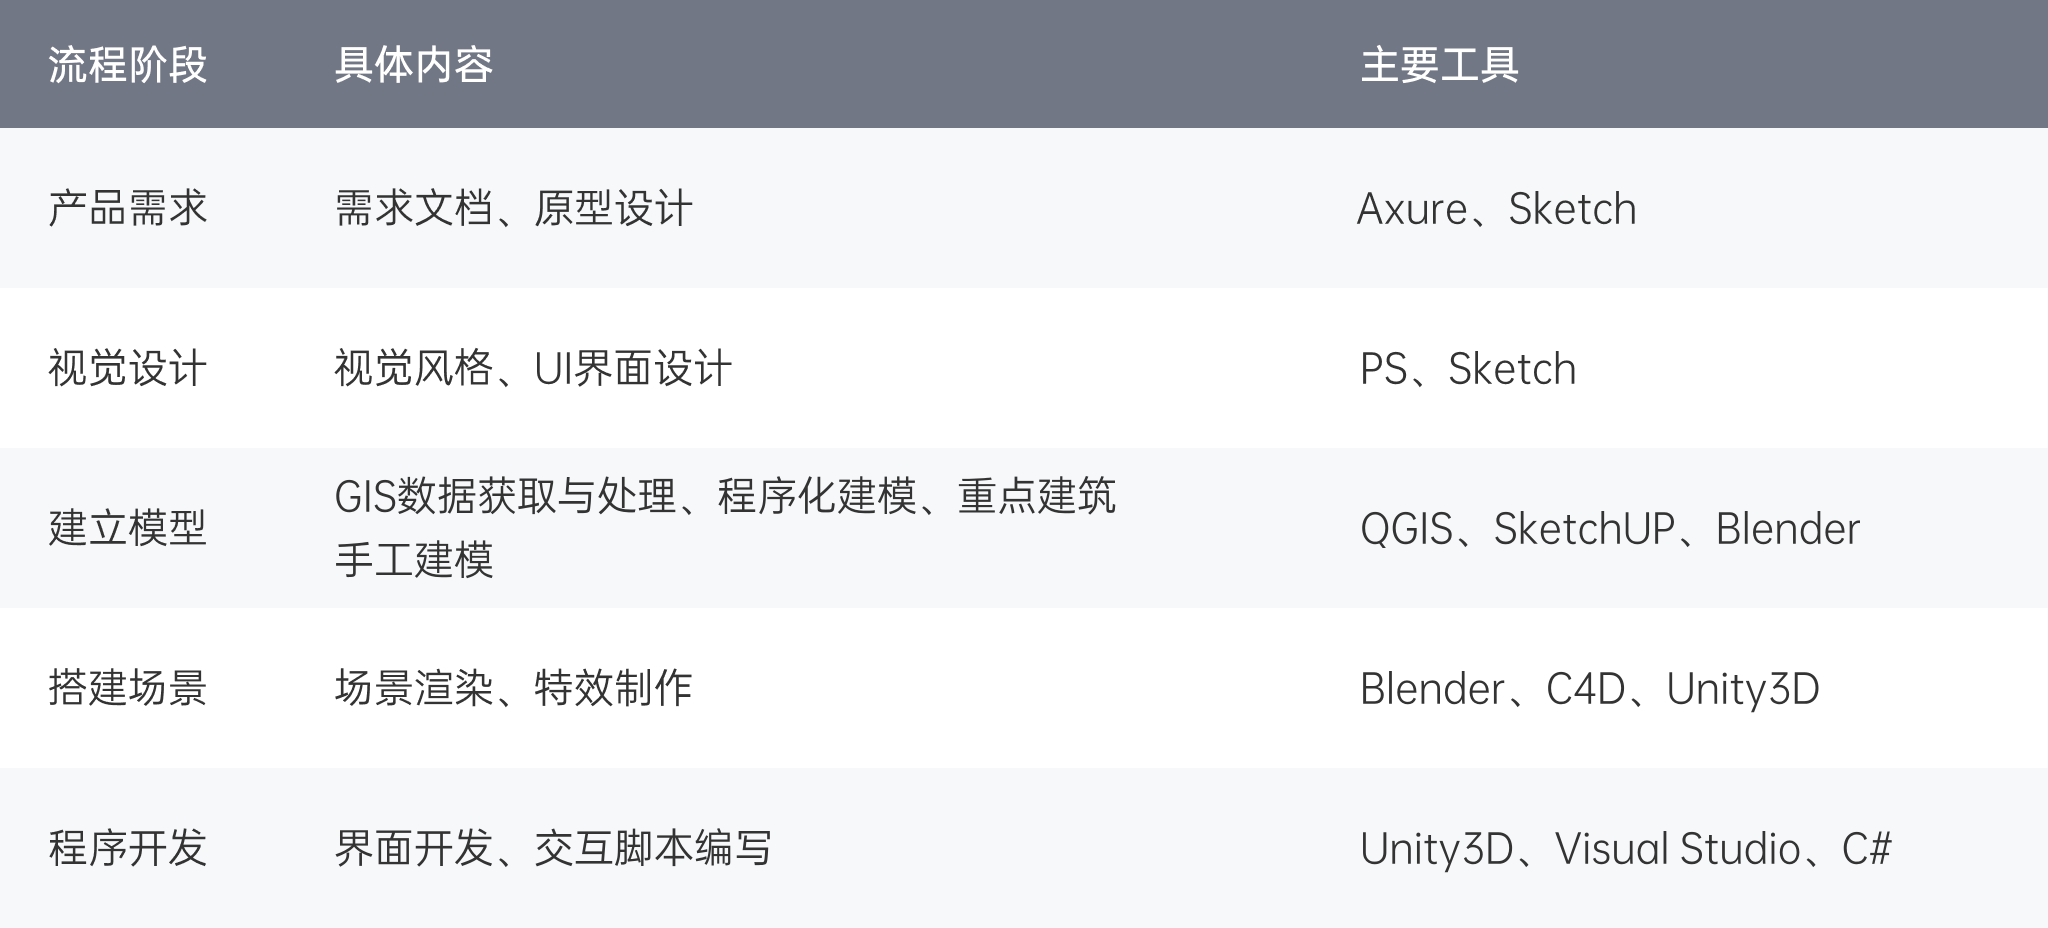 流程阶段 具体内容 主要工具
产品需求 需求文档、原型设计 Axure、Sketch
视觉设计 视觉风格、UI界面设计 PS、Sketch
建立模型 GIS数据获取与处理、程序化建模、重点建筑
手工建模 QGIS、SketchUP、Blender
搭建场景 场景渲染、特效制作 Blender、C4D、Unity3D
程序开发 界面开发、交互脚本编写 Unity3D、Visual Studio、C#